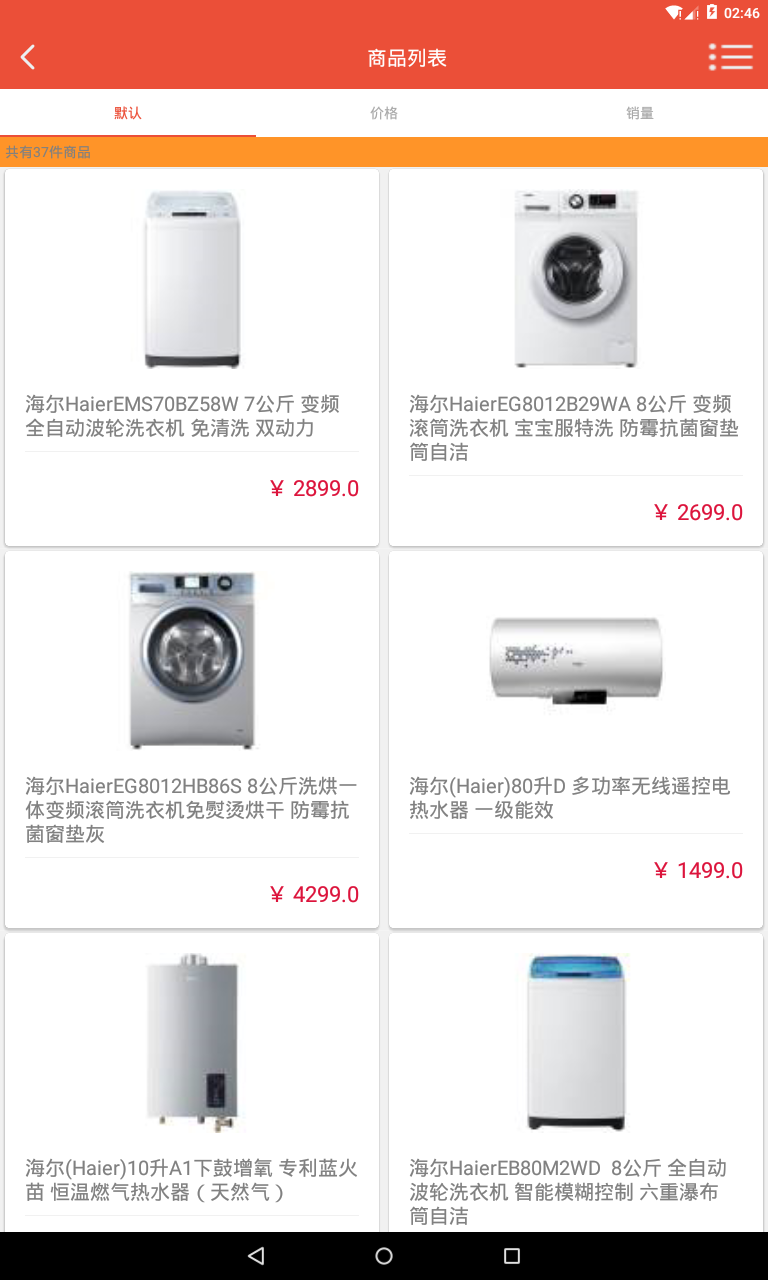 02:46
商品列表
默认
价格
销量
共有37件商品
海尔HaierEMS70BZ58W 7公斤 变频
全自动波轮洗衣机 免清洗 双动力
¥ 2899.0
海尔HaierEG8012B29WA 8公斤 变频
滚筒洗衣机 宝宝服特洗 防霉抗菌窗垫
筒自洁
¥ 2699.0
海尔HaierEG8012HB86S 8公斤洗烘一
体变频滚筒洗衣机免熨烫烘干 防霉抗
菌窗垫灰
¥ 4299.0
海尔(Haier)80升D 多功率无线遥控电
热水器 一级能效
¥ 1499.0
海尔(Haier)10升A1下鼓增氧 专利蓝火
苗 恒温燃气热水器（天然气）
海尔HaierEB80M2WD  8公斤 全自动
波轮洗衣机 智能模糊控制 六重瀑布
筒自洁